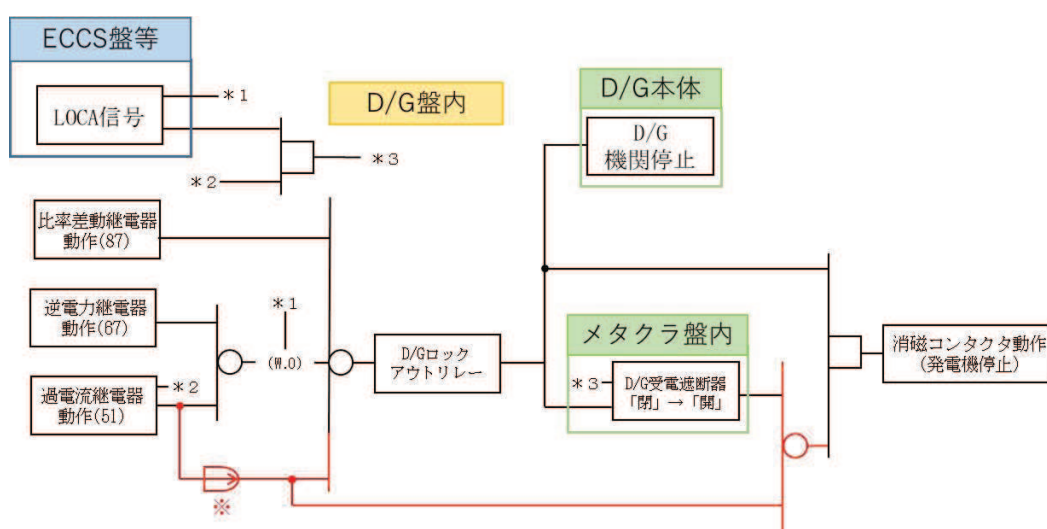 ECCS盤等
LOCA信号
*1
D/G盤内
*2
*3
D/G本体
D/G
機関停止
比率差動継電器
動作(87)
逆電力継電器
動作(67)
*1
(W.O)
過電流継電器
動作(51)
*2
※
D/Gロック
アウトリレー
メタクラ盤内
*3
D/G受電遮断器
「閉」→「開」
消磁コンタクタ動作
(発電機停止)